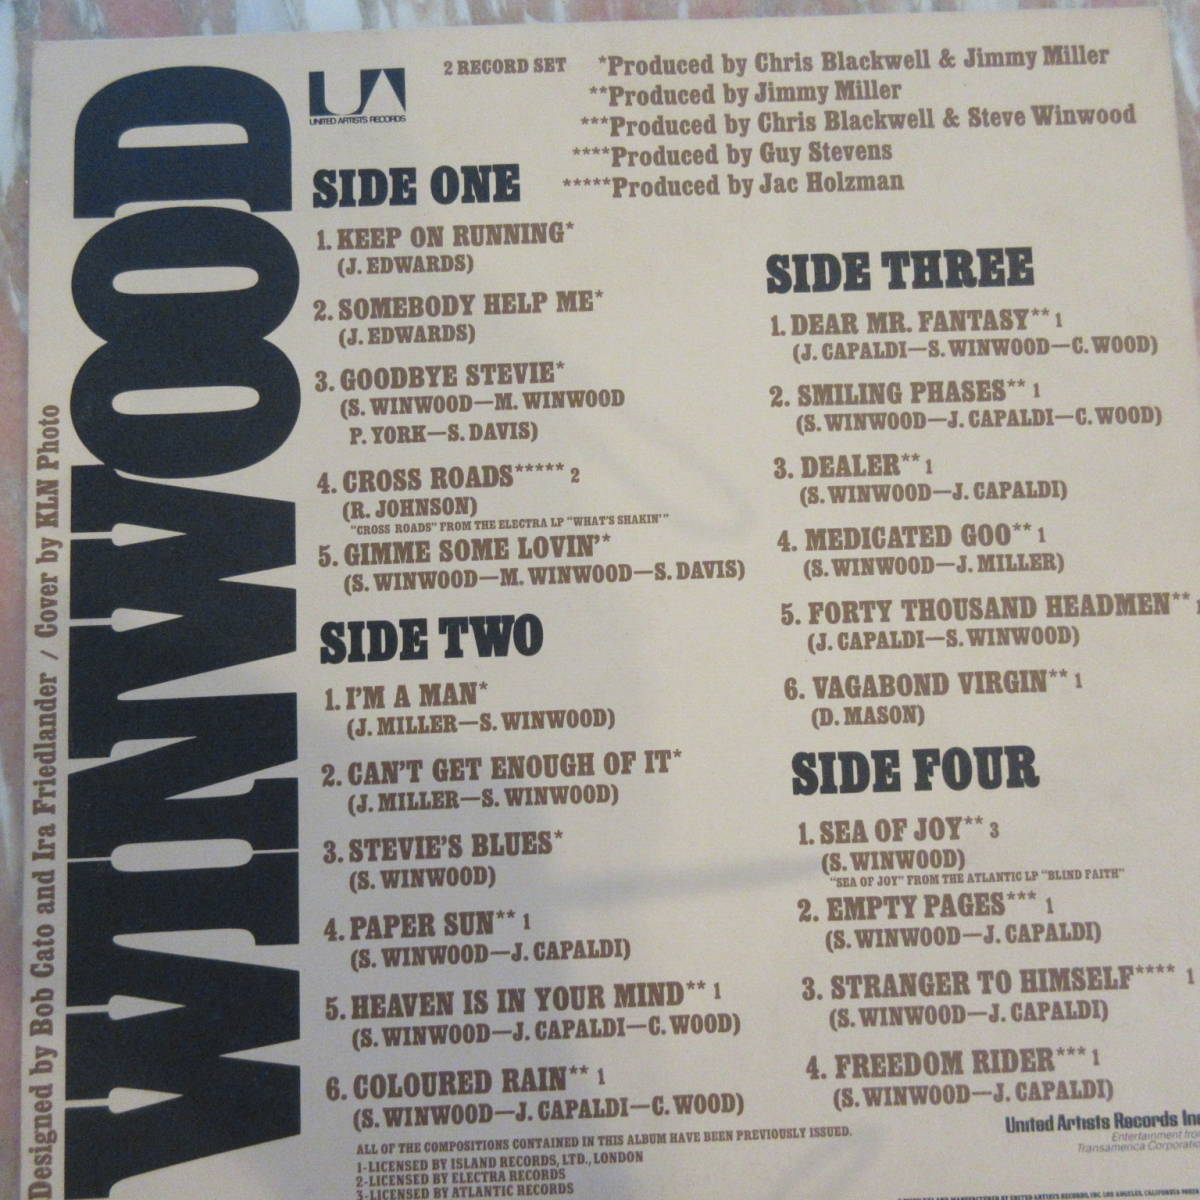 WINWOOD
Designed by Bob Cato and Ira Friedlander / Cover by KLN Photo
UA
UNITED ARTISTS RECORDS
2 RECORD SET
*Produced by Chris Blackwell & Jimmy Miller
**Produced by Jimmy Miller
***Produced by Chris Blackwell & Steve Winwood
****Produced by Guy Stevens
*****Produced by Jac Holzman
SIDE ONE
1. KEEP ON RUNNING*
(J. EDWARDS)
2. SOMEBODY HELP ME*
(J. EDWARDS)
3. GOODBYE STEVIE*
(S. WINWOOD—M. WINWOOD
P. YORK—S. DAVIS)
4. CROSS ROADS***** 2
(R. JOHNSON)
"CROSS ROADS" FROM THE ELECTRA LP "WHAT'S SHAKIN'"
5. GIMME SOME LOVIN'*
(S. WINWOOD—M. WINWOOD—S. DAVIS)
SIDE TWO
1. I'M A MAN*
(J. MILLER—S. WINWOOD)
2. CAN'T GET ENOUGH OF IT*
(J. MILLER—S. WINWOOD)
3. STEVIE'S BLUES*
(S. WINWOOD)
4. PAPER SUN** 1
(S. WINWOOD—J. CAPALDI)
5. HEAVEN IS IN YOUR MIND** 1
(S. WINWOOD—J. CAPALDI—C. WOOD)
6. COLOURED RAIN** 1
(S. WINWOOD—J. CAPALDI—C. WOOD)
SIDE THREE
1. DEAR MR. FANTASY** 1
(J. CAPALDI—S. WINWOOD—C. WOOD)
2. SMILING PHASES** 1
(S. WINWOOD—J. CAPALDI—C. WOOD)
3. DEALER** 1
(S. WINWOOD—J. CAPALDI)
4. MEDICATED GOO** 1
(S. WINWOOD—J. MILLER)
5. FORTY THOUSAND HEADMEN** 1
(J. CAPALDI—S. WINWOOD)
6. VAGABOND VIRGIN** 1
(D. MASON)
SIDE FOUR
1. SEA OF JOY** 3
(S. WINWOOD)
"SEA OF JOY" FROM THE ATLANTIC LP "BLIND FAITH"
2. EMPTY PAGES*** 1
(S. WINWOOD—J. CAPALDI)
3. STRANGER TO HIMSELF**** 1
(S. WINWOOD—J. CAPALDI)
4. FREEDOM RIDER*** 1
(S. WINWOOD—J. CAPALDI)
ALL OF THE COMPOSITIONS CONTAINED IN THIS ALBUM HAVE BEEN PREVIOUSLY ISSUED.
1-LICENSED BY ISLAND RECORDS, LTD., LONDON
2-LICENSED BY ELECTRA RECORDS
3-LICENSED BY ATLANTIC RECORDS
United Artists Records Inc
Entertainment from
Transamerica Corporation